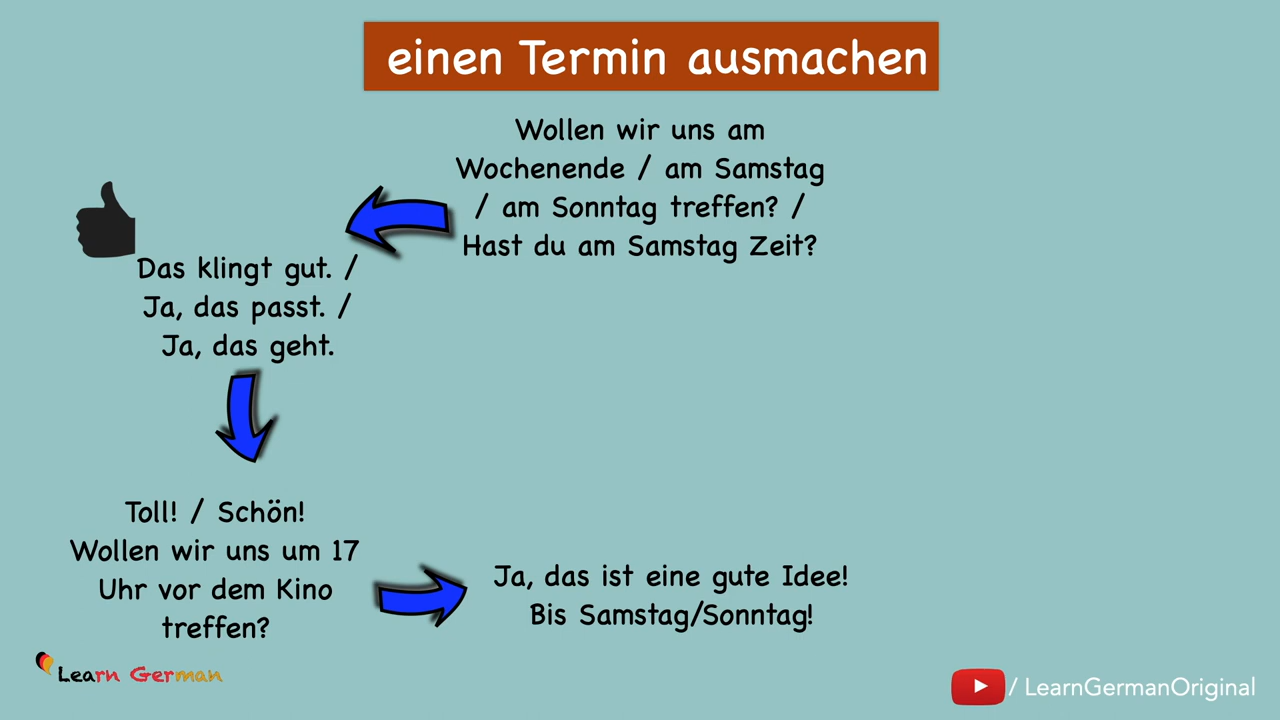 einen Termin ausmachen
Wollen wir uns am
Wochenende / am Samstag
/ am Sonntag treffen? /
Hast du am Samstag Zeit?
Das klingt gut. /
Ja, das passt. /
Ja, das geht.
Toll! / Schön!
Wollen wir uns um 17
Uhr vor dem Kino
treffen?
Ja, das ist eine gute Idee!
Bis Samstag/Sonntag!
Learn German
/ LearnGermanOriginal